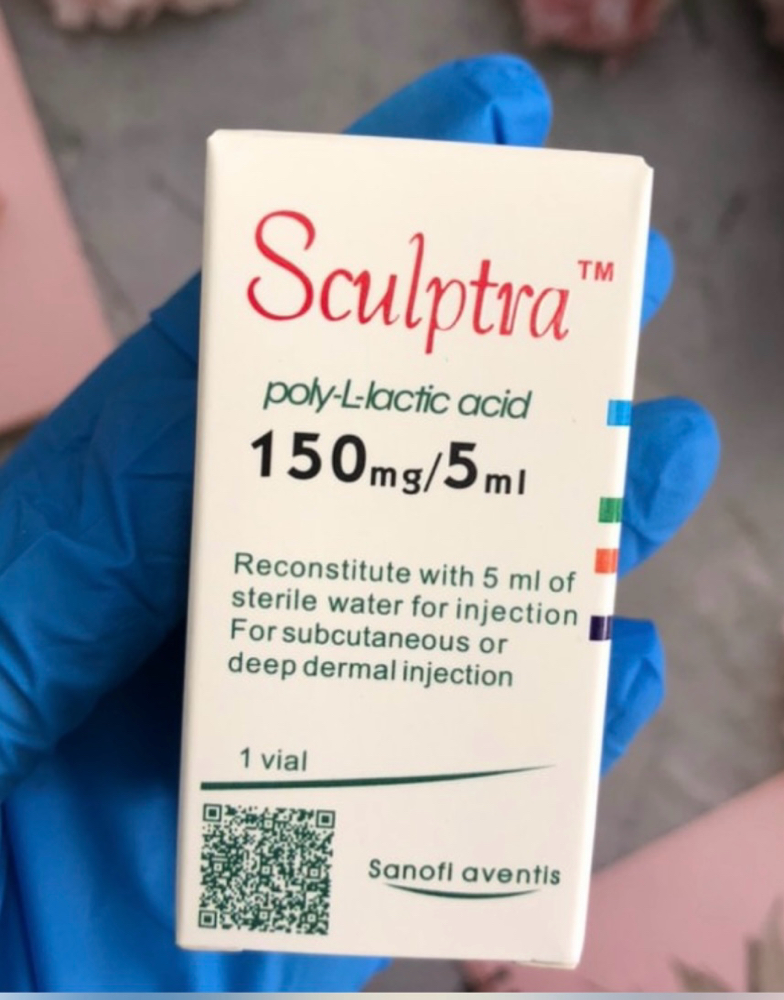 Sculptra™
poly-L-lactic acid
150mg/5ml
Reconstitute with 5 ml of
sterile water for injection
For subcutaneous or
deep dermal injection
1 vial
Sanofi aventis